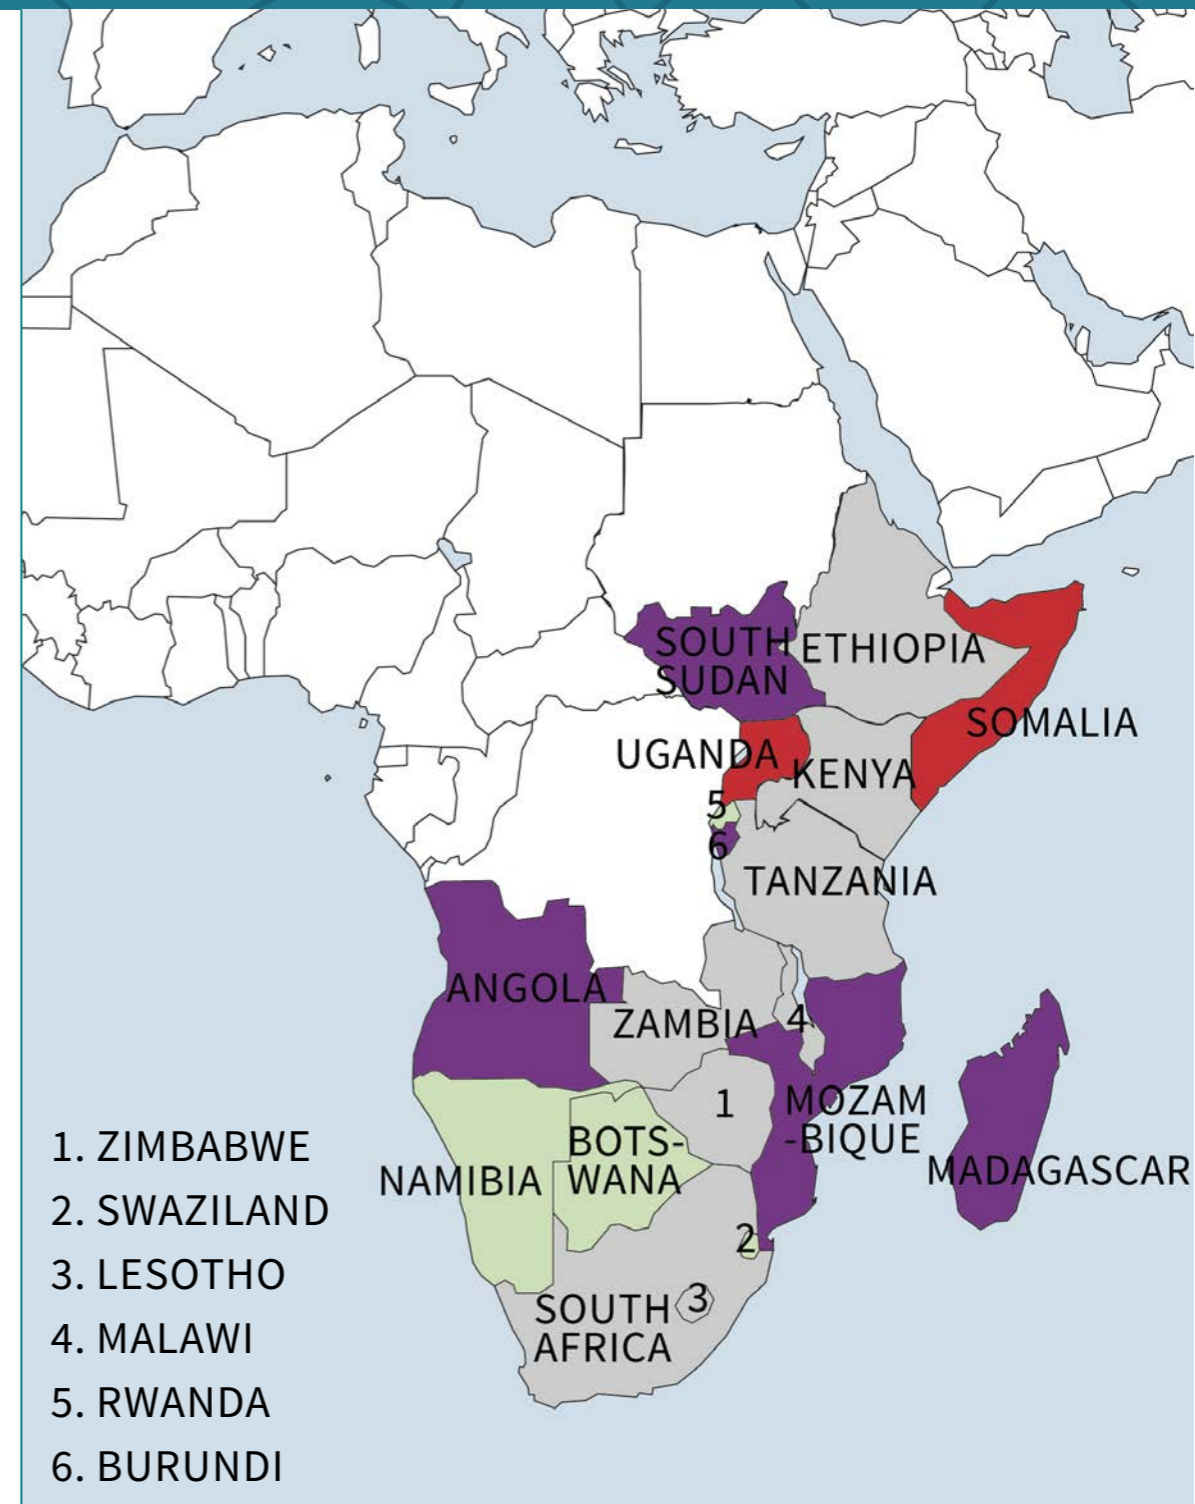 SOUTH
SUDAN
ETHIOPIA
SOMALIA
UGANDA
KENYA
5
6
TANZANIA
ANGOLA
ZAMBIA
4
1
MOZAM
-BIQUE
BOTS-
WANA
NAMIBIA
MADAGASCAR
2
3
SOUTH
AFRICA
1. ZIMBABWE
2. SWAZILAND
3. LESOTHO
4. MALAWI
5. RWANDA
6. BURUNDI